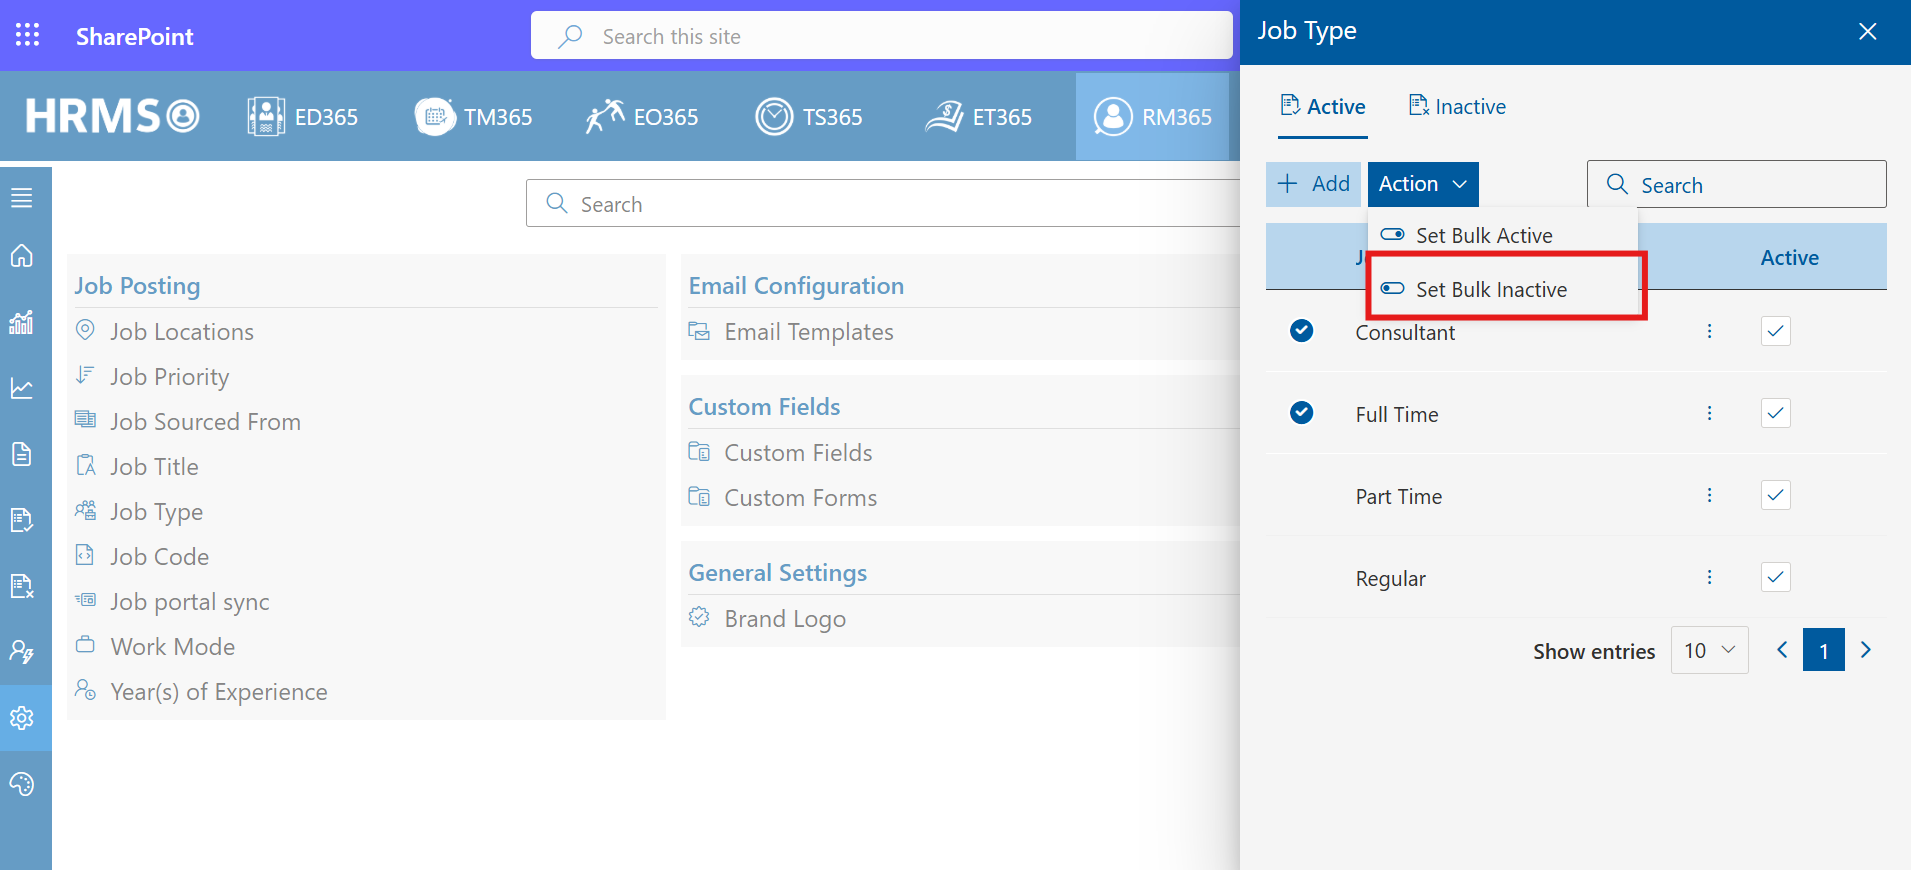 SharePoint
Search this site
HRMS
ED365
TM365
EO365
TS365
ET365
RM365
Search
Job Posting
Job Locations
Job Priority
Job Sourced From
Job Title
Job Type
Job Code
Job portal sync
Work Mode
Year(s) of Experience
Email Configuration
Email Templates
Custom Fields
Custom Fields
Custom Forms
General Settings
Brand Logo
Job Type
Active
Inactive
Add
Action
Search
Set Bulk Active
Set Bulk Inactive
Active
Consultant
Full Time
Part Time
Regular
Show entries
10
1